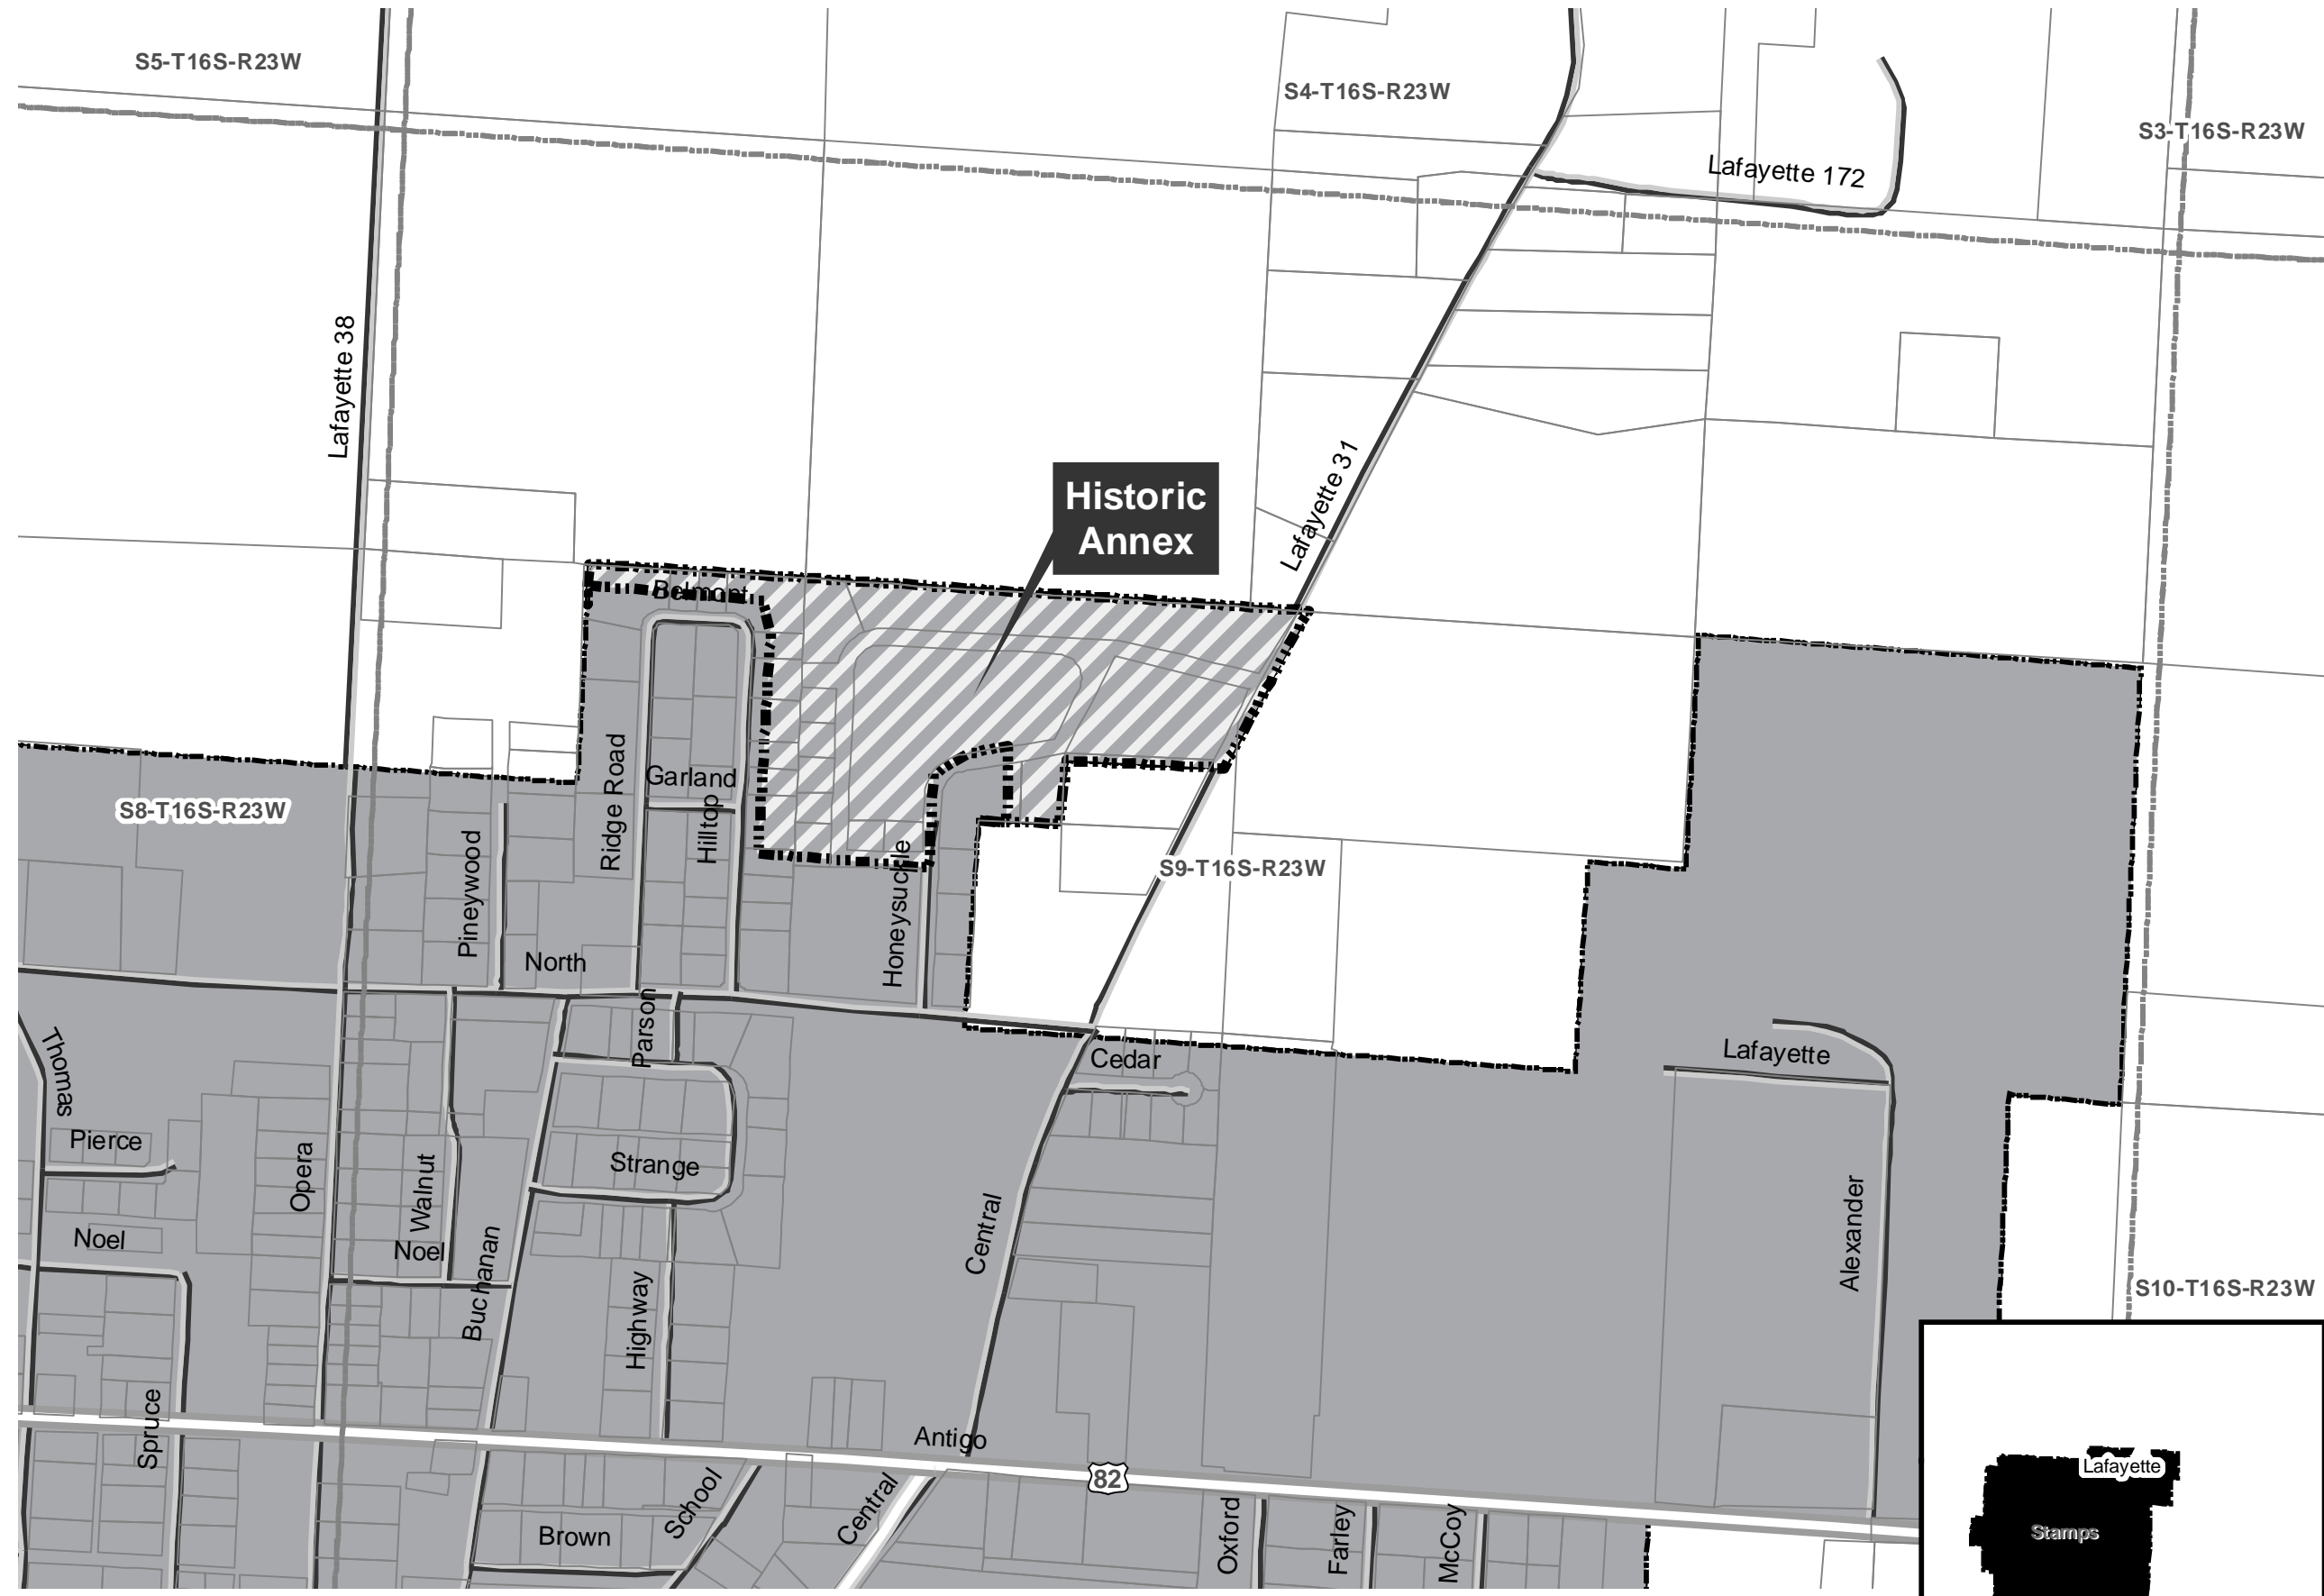 S5-T16S-R23W
S4-T16S-R23W
S3-T16S-R23W
Lafayette 172
Lafayette 38
Lafayette 31
Historic
Annex
Belmont
Garland
Ridge Road
Hilltop
S8-T16S-R23W
Pineywood
Honeysuckle
S9-T16S-R23W
North
Parson
Cedar
Lafayette
Thomas
Pierce
Opera
Walnut
Strange
Noel
Noel
Buchanan
Highway
Central
Alexander
S10-T16S-R23W
Spruce
Antigo
82
School
Central
Brown
Oxford
Farley
McCoy
Lafayette
Stamps